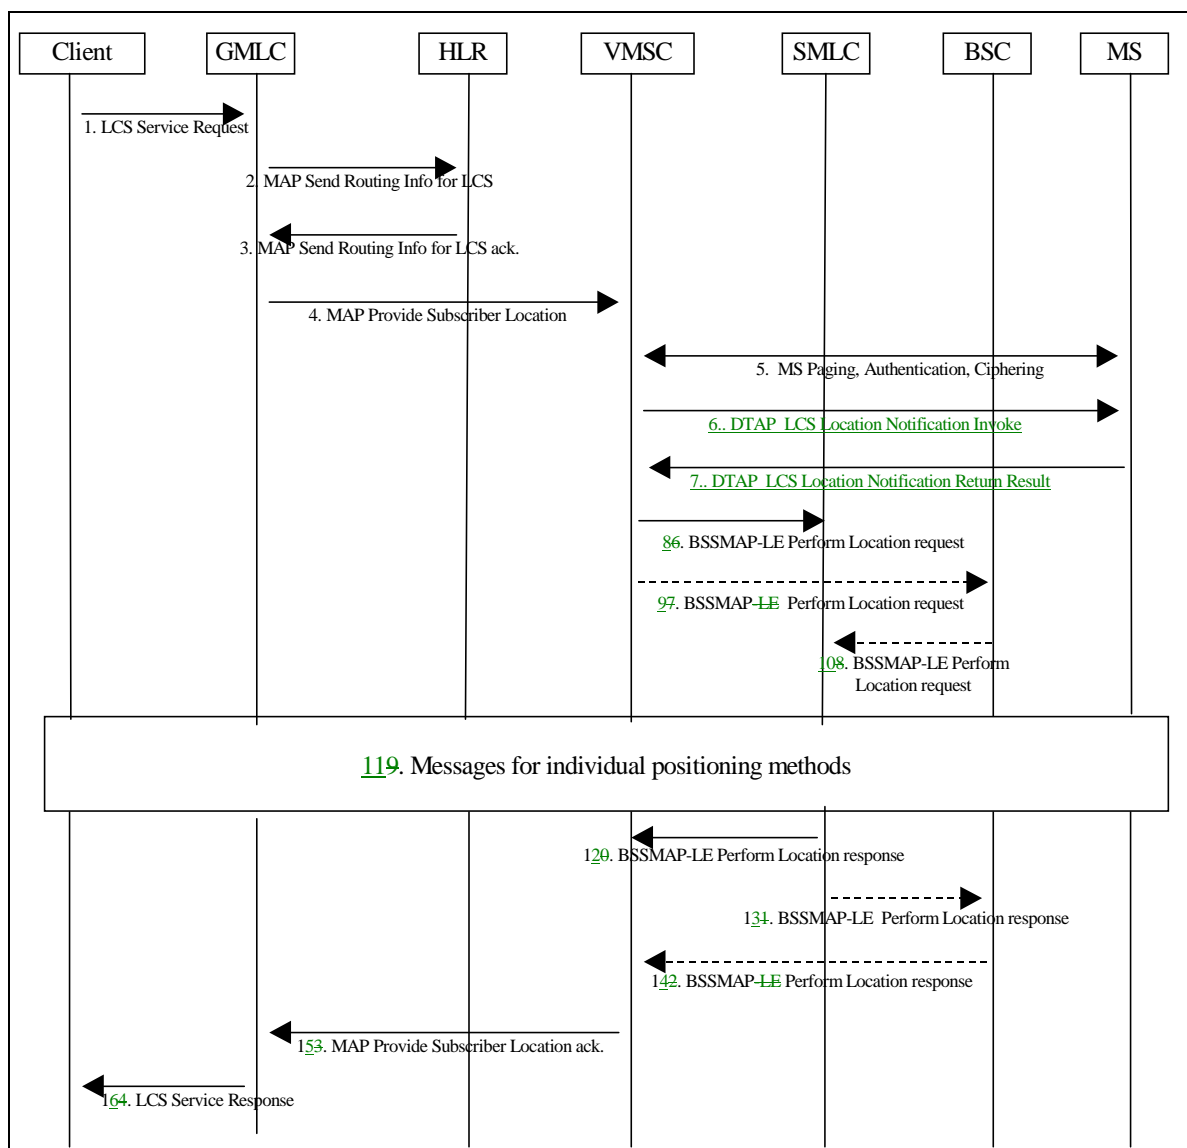 Client GMLC HLR VMSC SMLC BSC MS
1. LCS Service Request
2. MAP Send Routing Info for LCS
3. MAP Send Routing Info for LCS ack.
4. MAP Provide Subscriber Location
5. MS Paging, Authentication, Ciphering
6.. DTAP LCS Location Notification Invoke
7.. DTAP LCS Location Notification Return Result
86. BSSMAP-LE Perform Location request
97. BSSMAP-LE Perform Location request
108. BSSMAP-LE Perform
Location request
119. Messages for individual positioning methods
120. BSSMAP-LE Perform Location response
131. BSSMAP-LE Perform Location response
142. BSSMAP-LE Perform Location response
153. MAP Provide Subscriber Location ack.
164. LCS Service Response